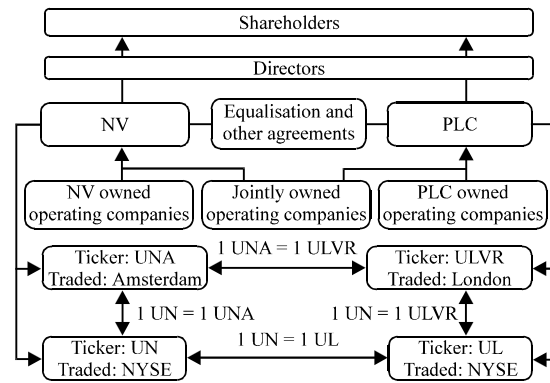 Shareholders
Directors
NV
Equalisation and
other agreements
PLC
NV owned
operating companies
Jointly owned
operating companies
PLC owned
operating companies
Ticker: UNA
Traded: Amsterdam
1 UNA = 1 ULVR
Ticker: ULVR
Traded: London
1 UN = 1 UNA
1 UN = 1 ULVR
Ticker: UN
Traded: NYSE
1 UN = 1 UL
Ticker: UL
Traded: NYSE